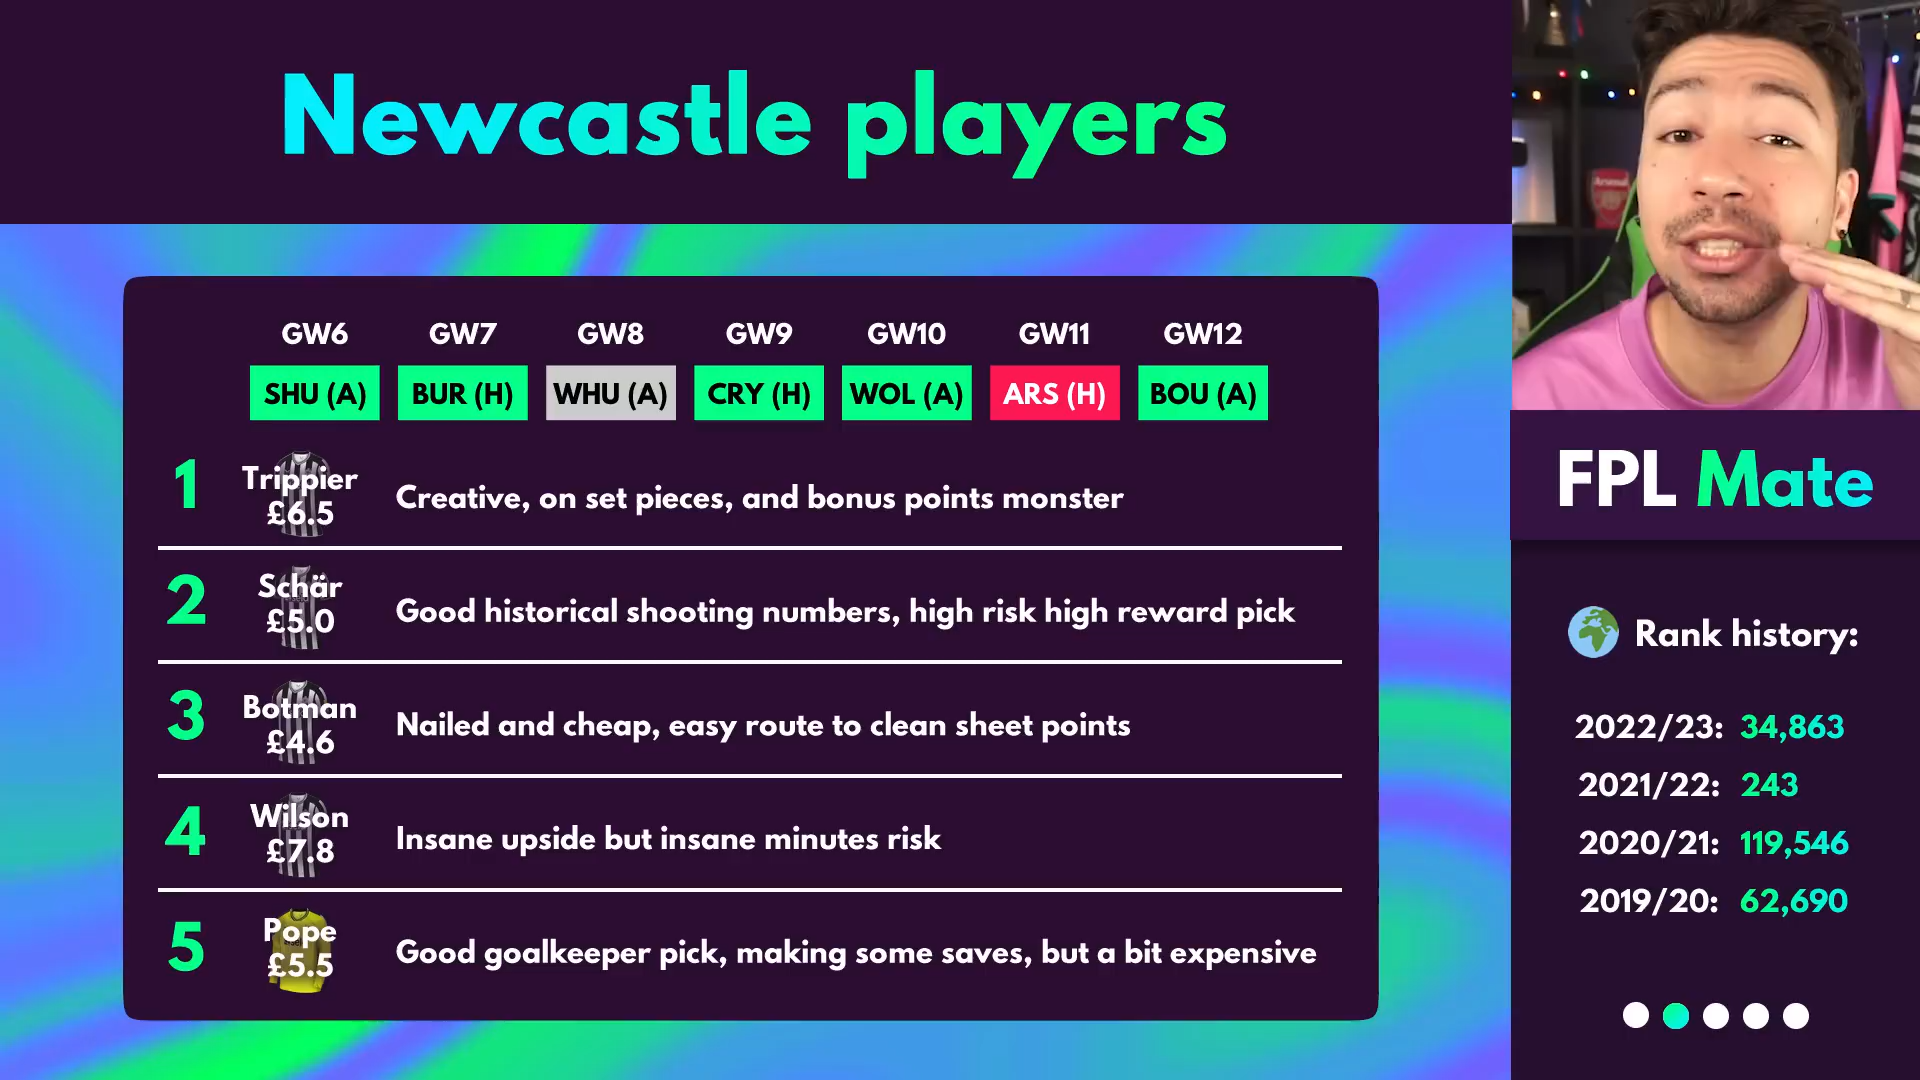 Newcastle players
GW6 GW7 GW8 GW9 GW10 GW11 GW12
SHU (A) BUR (H) WHU (A) CRY (H) WOL (A) ARS (H) BOU (A)
1 Trippier £6.5 Creative, on set pieces, and bonus points monster
2 Schär £5.0 Good historical shooting numbers, high risk high reward pick
3 Botman £4.6 Nailed and cheap, easy route to clean sheet points
4 Wilson £7.8 Insane upside but insane minutes risk
5 Pope £5.5 Good goalkeeper pick, making some saves, but a bit expensive
Arsenal
FPL Mate
Rank history:
2022/23: 34,863
2021/22: 243
2020/21: 119,546
2019/20: 62,690